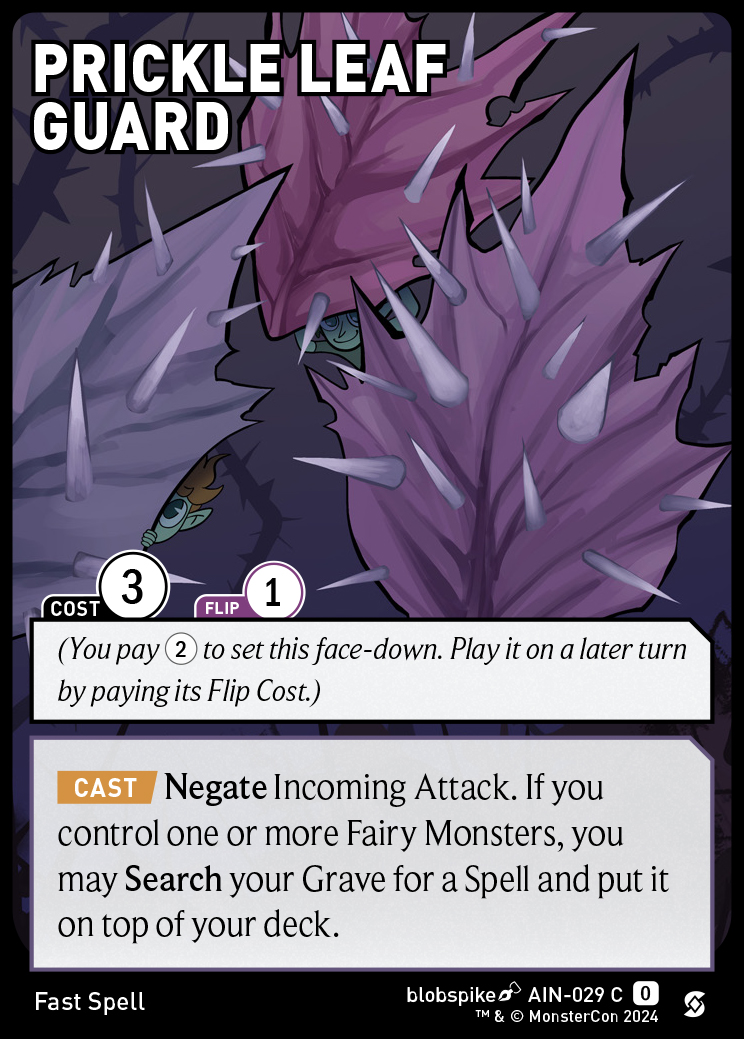 PRICKLE LEAF
GUARD
COST 3 FLIP 1
(You pay 2 to set this face-down. Play it on a later turn
by paying its Flip Cost.)
CAST Negate Incoming Attack. If you
control one or more Fairy Monsters, you
may Search your Grave for a Spell and put it
on top of your deck.
Fast Spell
blobspike AIN-029 C 0
™ & © MonsterCon 2024